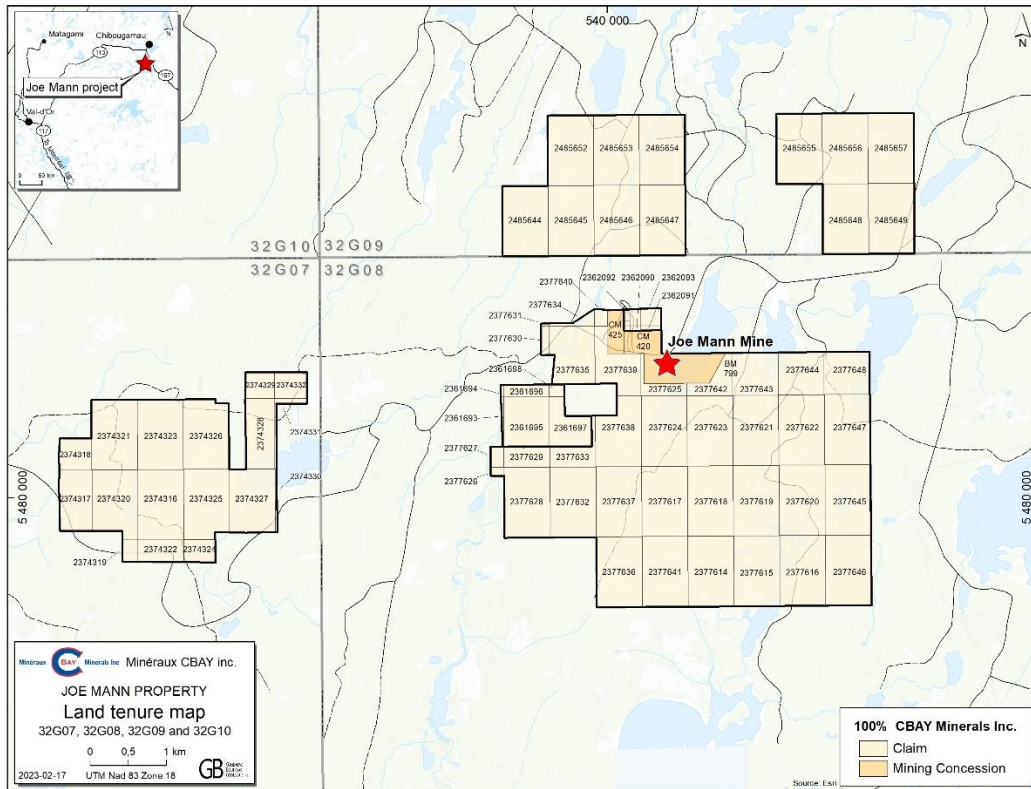 Matagami
Chibougamau
113
167
Joe Mann project
Val-d'Or
117
To Montréal
0 50 km
N
540 000
N
2485652 2485653 2485654
2485655 2485656 2485657
2485644 2485645 2485646 2485647
2485648 2485649
32G10 32G09
32G07 32G08
2362092 2362090 2362093
2377640
2362091
2377634
2377631
CM
425
CM
420
Joe Mann Mine
2377630
BM
799
2361698
2377635 2377639
2377644 2377648
2374329 2374332
2361694 2361696
2377625 2377642 2377643
2361693
2374331
2374321 2374323 2374326
2374328
2361695 2361697 2377638 2377624 2377623 2377621 2377622 2377647
2374318
2377627
2377629 2377633
2374330
2377626
2374317 2374320 2374316 2374325 2374327
2377628 2377632 2377637 2377617 2377618 2377619 2377620 2377645
5 480 000
5 480 000
2374322 2374324
2374319
2377636 2377641 2377614 2377615 2377616 2377646
Minéraux CBAY Minerals Inc
Minéraux CBAY inc.
JOE MANN PROPERTY
Land tenure map
32G07, 32G08, 32G09 and 32G10
0 0,5 1 km
2023-02-17 UTM Nad 83 Zone 18
GB
100% CBAY Minerals Inc.
Claim
Mining Concession
Source: Esri